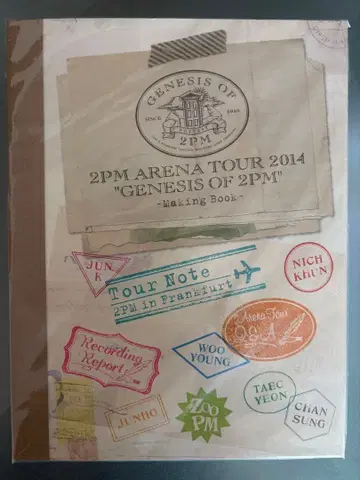 GENESIS OF
SINCE
2PM
2PM ARENA TOUR 2014
"GENESIS OF 2PM"
-Making Book-
JUN.
K
NICH
KHUN
Tour Note
2PM in Frankfurt
Arena Tour
Q&A
Recording
Report
WOO
YOUNG
TAEC
YEON
JUNHO
ZOO
PM
CHAN
SUNG